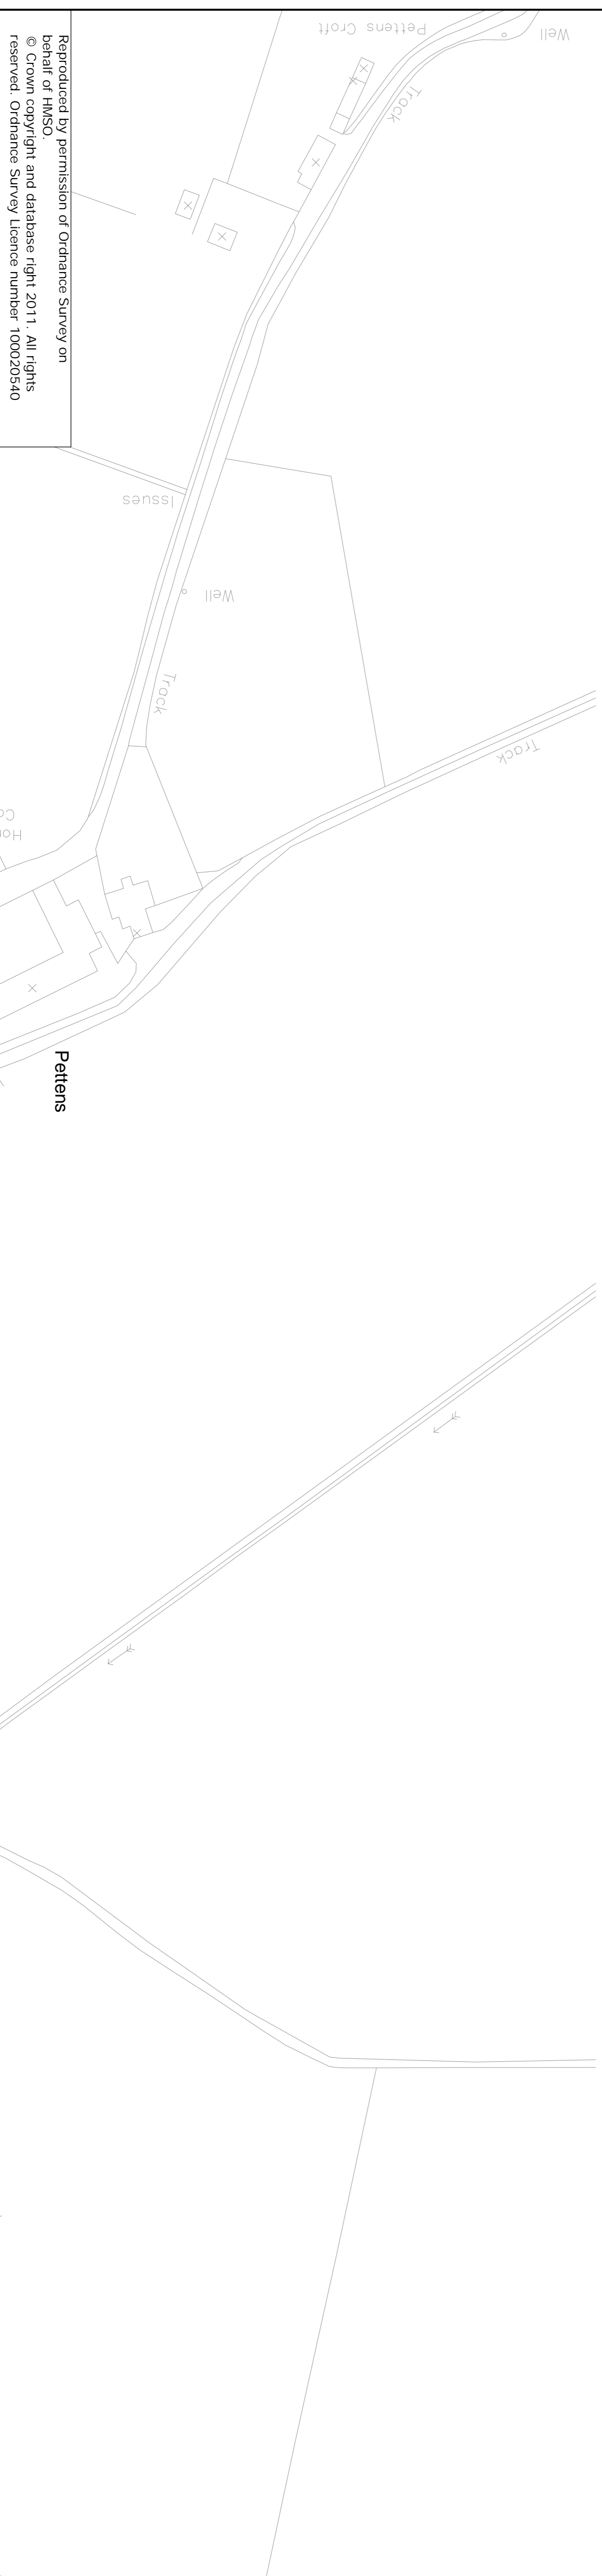 Reproduced by permission of Ordnance Survey on
behalf of HMSO.
© Crown copyright and database right 2011. All rights
reserved. Ordnance Survey Licence number 100020540
Pettens Croft
Well
Track
Issues
Well
Track
Track
Pettens